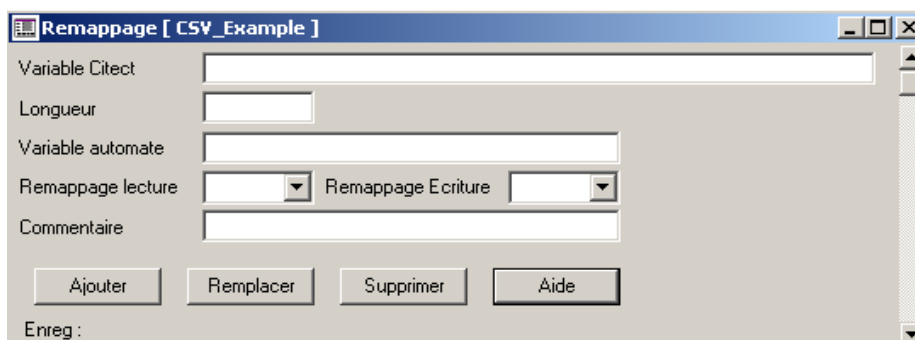 Remappage [ CSV_Example ]
Variable Citect
Longueur
Variable automate
Remappage lecture Remappage Ecriture
Commentaire
Ajouter Remplacer Supprimer Aide
Enreg :